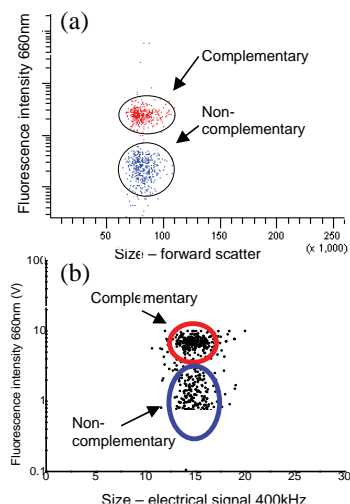 (a)
Complementary
Non-
complementary
Fluorescence intensity 660nm
50 100 150 200 250
(x 1,000)
Size – forward scatter
(b)
100
Complementary
10
1
Non-
complementary
0.1
Fluorescence intensity 660nm (V)
0 5 10 15 20 25 30
Size – electrical signal 400kHz